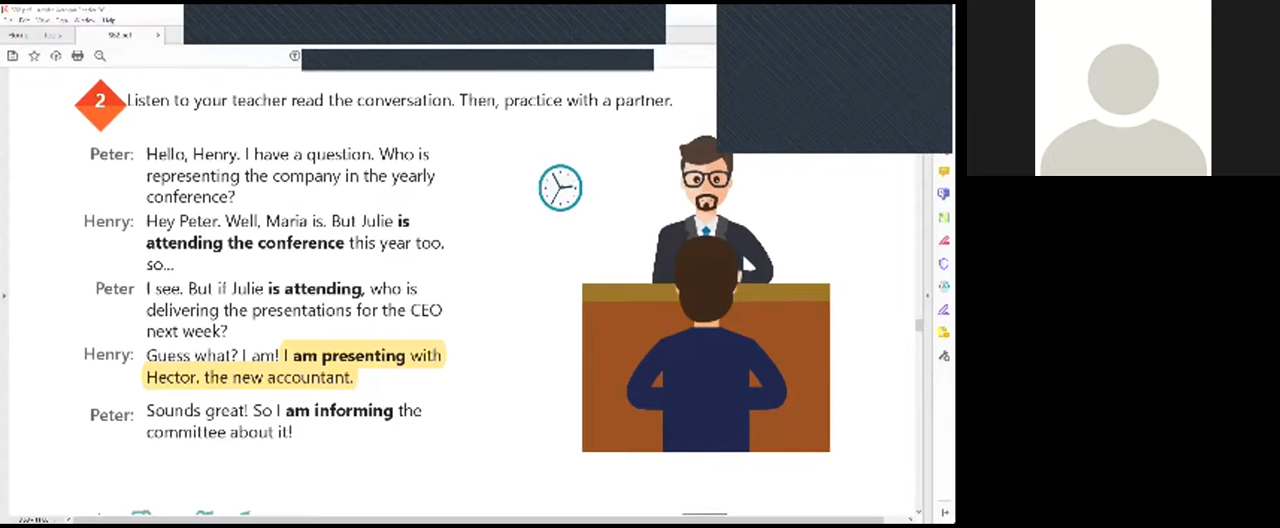 2
Listen to your teacher read the conversation. Then, practice with a partner.
Peter: Hello, Henry. I have a question. Who is
representing the company in the yearly
conference?
Henry: Hey Peter. Well, Maria is. But Julie is
attending the conference this year too.
so...
Peter I see. But if Julie is attending, who is
delivering the presentations for the CEO
next week?
Henry: Guess what? I am! I am presenting with
Hector, the new accountant.
Peter: Sounds great! So I am informing the
committee about it!